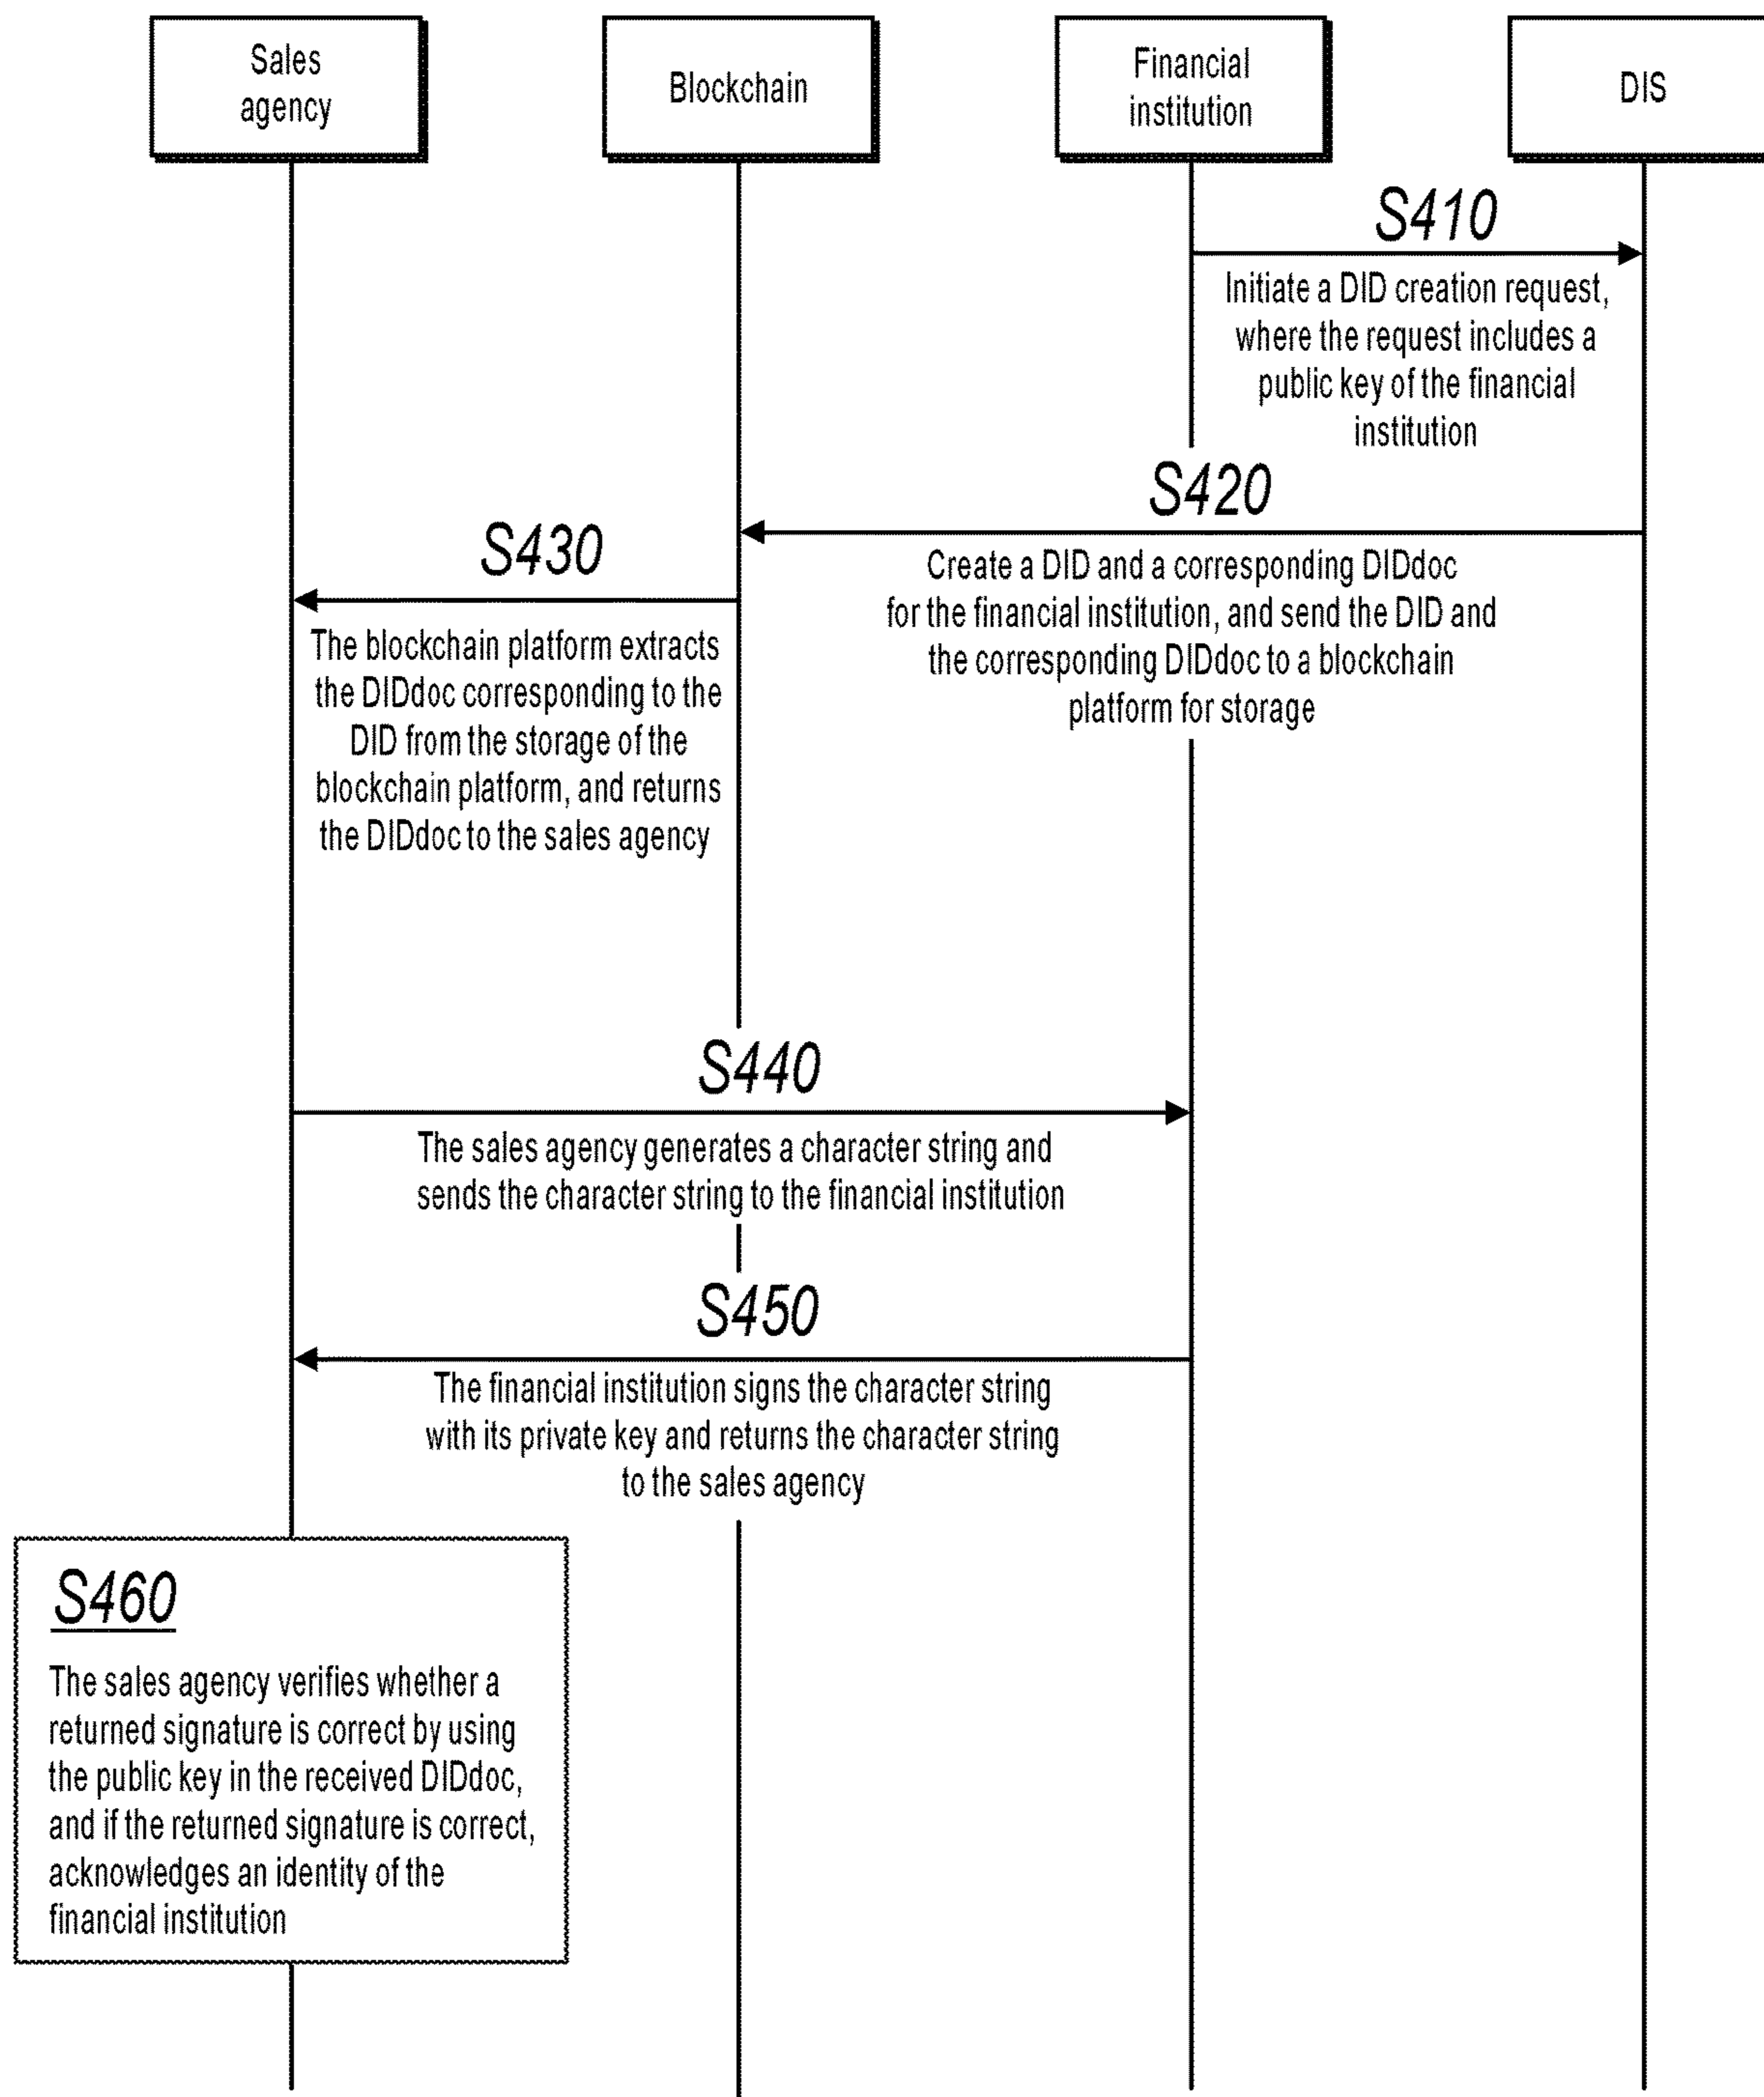 Sales
agency
Blockchain
Financial
institution
DIS
S410
Initiate a DID creation request,
where the request includes a
public key of the financial
institution
S420
Create a DID and a corresponding DIDdoc
for the financial institution, and send the DID and
the corresponding DIDdoc to a blockchain
platform for storage
S430
The blockchain platform extracts
the DIDdoc corresponding to the
DID from the storage of the
blockchain platform, and returns
the DIDdoc to the sales agency
S440
The sales agency generates a character string and
sends the character string to the financial institution
S450
The financial institution signs the character string
with its private key and returns the character string
to the sales agency
S460
The sales agency verifies whether a
returned signature is correct by using
the public key in the received DIDdoc,
and if the returned signature is correct,
acknowledges an identity of the
financial institution